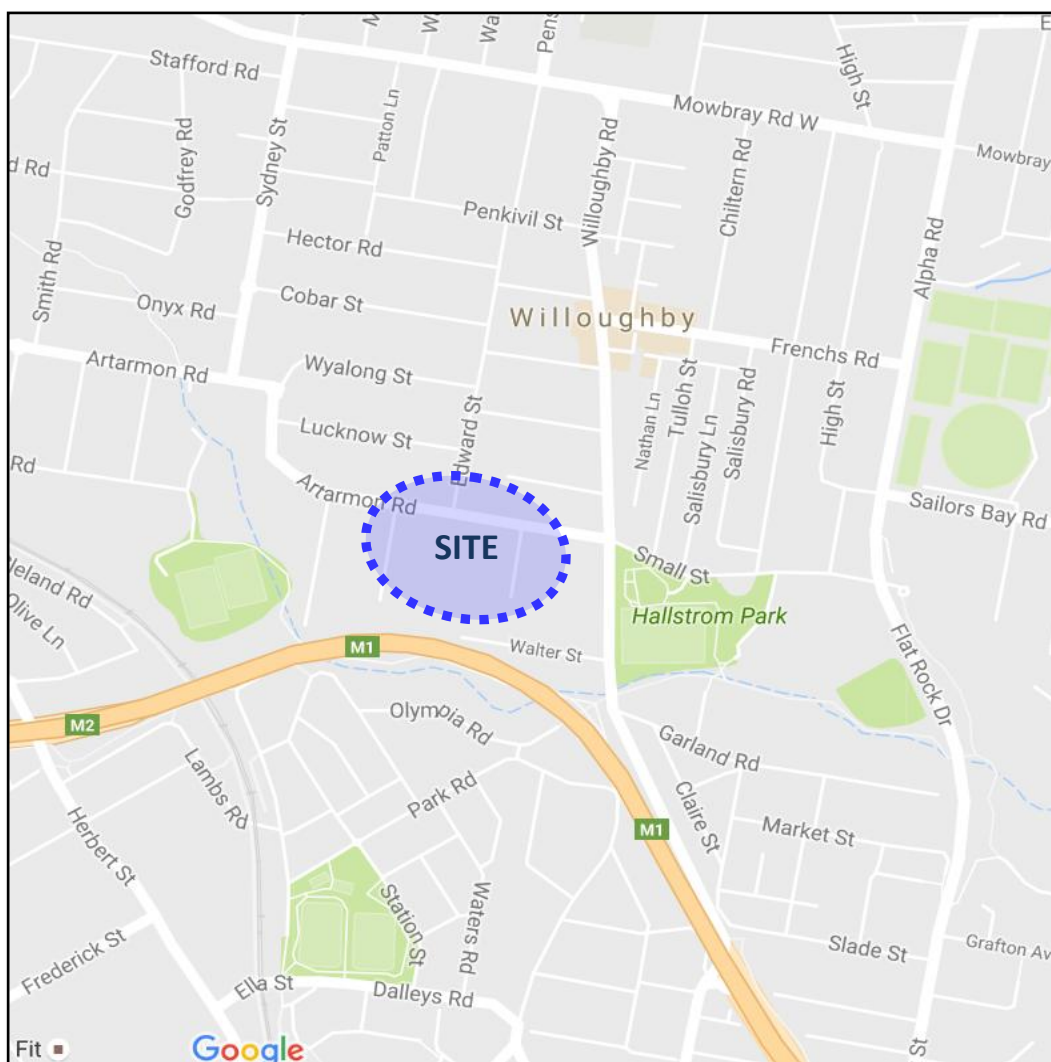 Stafford Rd
Mowbray Rd W
High St
Mowbray
Godfrey Rd
Sydney St
Patton Ln
Willoughby Rd
Chiltern Rd
d Rd
Penkivil St
Hector Rd
Alpha Rd
Smith Rd
Onyx Rd
Cobar St
Willoughby
Frenchs Rd
Artarmon Rd
Wyalong St
Nathan Ln
Tulloh St
Salisbury Ln
Salisbury Rd
High St
Lucknow St
Edward St
Rd
Artarmon Rd
Sailors Bay Rd
SITE
Small St
Hallstrom Park
Cleland Rd
Olive Ln
M1
Walter St
Flat Rock Dr
M2
Olympia Rd
Garland Rd
Lambs Rd
Park Rd
Claire St
Herbert St
M1
Market St
Station St
Waters Rd
Frederick St
Slade St
Grafton Av
Ella St
Dalleys Rd
St
Fit
Google